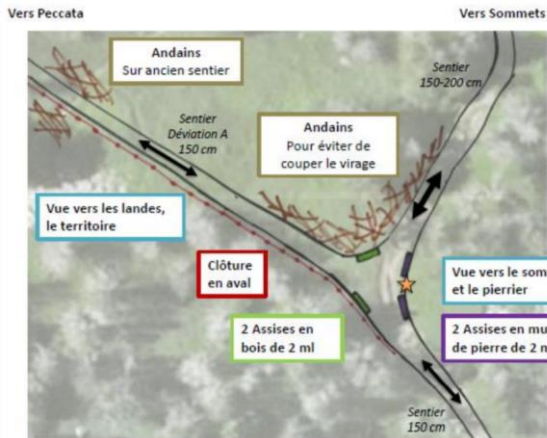 Vers Peccata
Vers Sommets
Andains
Sur ancien sentier
Sentier
150-200 cm
Sentier
Déviation A
150 cm
Andains
Pour éviter de
couper le virage
Vue vers les landes,
le territoire
Clôture
en aval
Vue vers le som
et le pierrier
2 Assises en
bois de 2 ml
2 Assises en mu
de pierre de 2 m
Sentier
150 cm